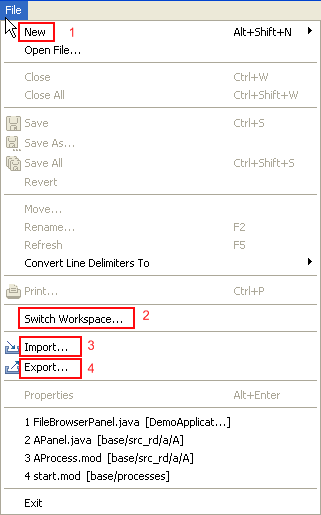 File
New 1 Alt+Shift+N
Open File...
Close Ctrl+W
Close All Ctrl+Shift+W
Save Ctrl+S
Save As...
Save All Ctrl+Shift+S
Revert
Move...
Rename... F2
Refresh F5
Convert Line Delimiters To
Print... Ctrl+P
Switch Workspace... 2
Import... 3
Export... 4
Properties Alt+Enter
1 FileBrowserPanel.java [DemoApplicat...]
2 APanel.java [base/src_rd/a/A]
3 AProcess.mod [base/src_rd/a/A]
4 start.mod [base/processes]
Exit